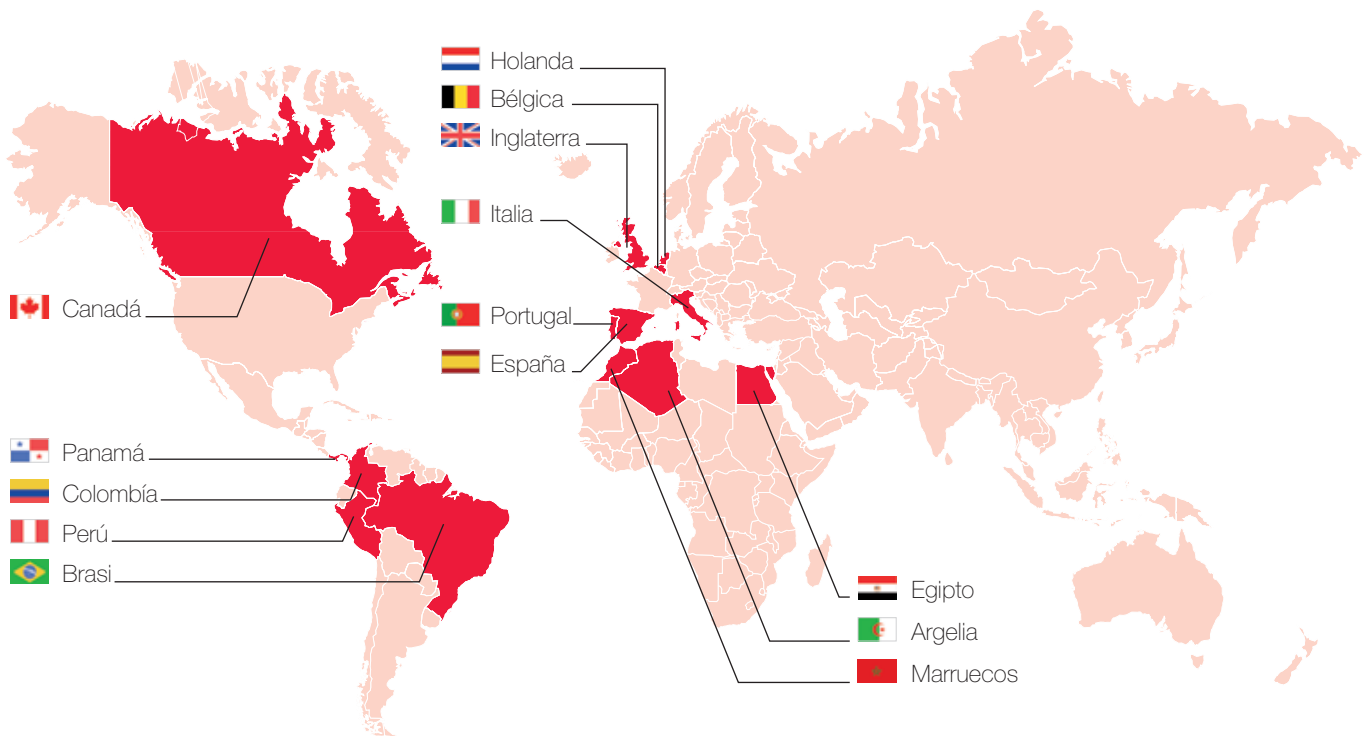 Holanda
Bélgica
Inglaterra
Italia
Canadá
Portugal
España
Panamá
Colombía
Perú
Brasi
Egipto
Argelia
Marruecos